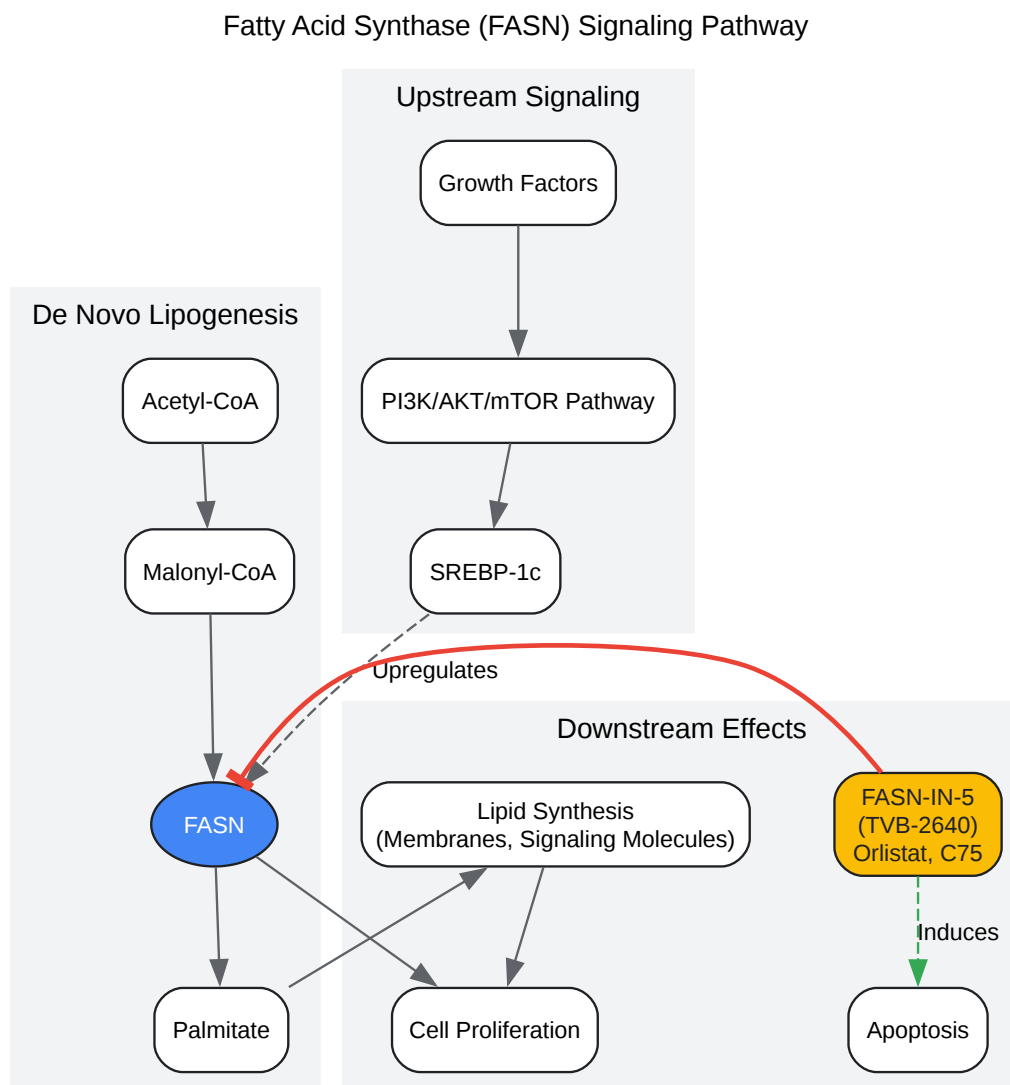 Fatty Acid Synthase (FASN) Signaling Pathway
Upstream Signaling
Growth Factors
De Novo Lipogenesis
Acetyl-CoA
PI3K/AKT/mTOR Pathway
Malonyl-CoA
SREBP-1c
Upregulates
Downstream Effects
FASN
Lipid Synthesis
(Membranes, Signaling Molecules)
FASN-IN-5
(TVB-2640)
Orlistat, C75
Induces
Palmitate
Cell Proliferation
Apoptosis